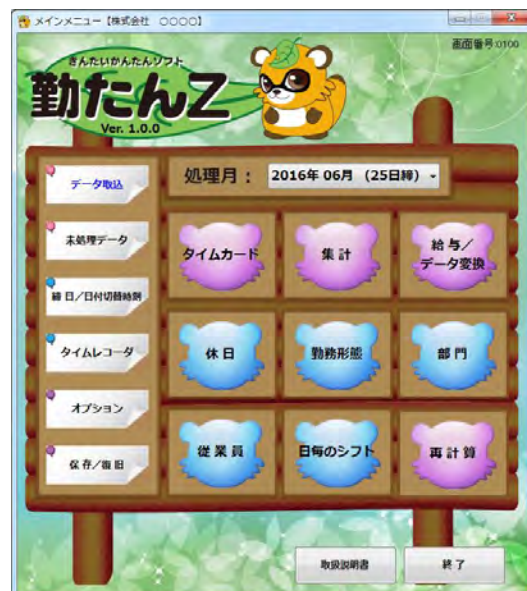 メインメニュー【株式会社 ○○○○】
画面番号:0100
きんたいかんたんソフト
勤たんZ
Ver. 1.0.0
処理月： 2016年 06月 （25日締）
データ取込
未処理データ
締日／日付切替時刻
タイムレコーダ
オプション
保存／復旧
タイムカード
集計
給与／
データ変換
休日
勤務形態
部門
従業員
日毎のシフト
再計算
取扱説明書
終了